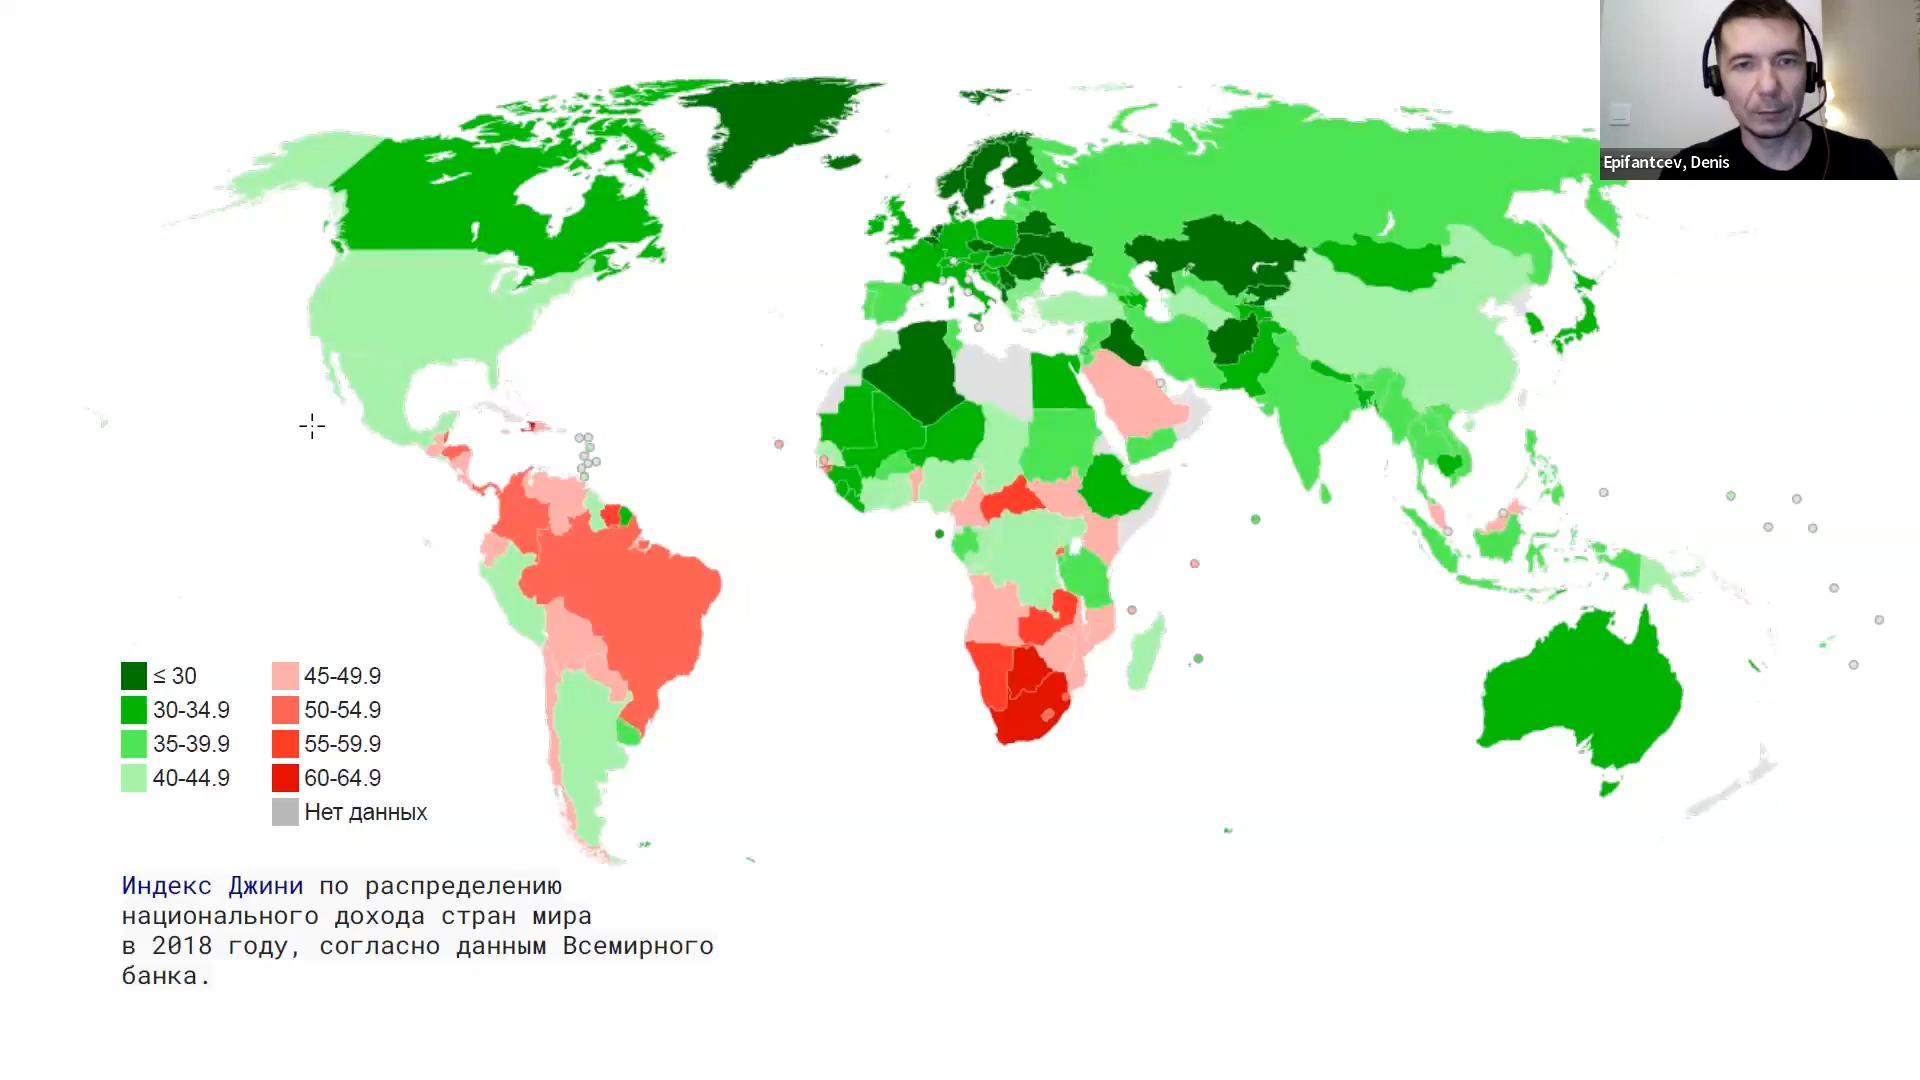 Epifantcev, Denis
≤ 30
30-34.9
35-39.9
40-44.9
45-49.9
50-54.9
55-59.9
60-64.9
Нет данных
Индекс Джини по распределению
национального дохода стран мира
в 2018 году, согласно данным Всемирного
банка.